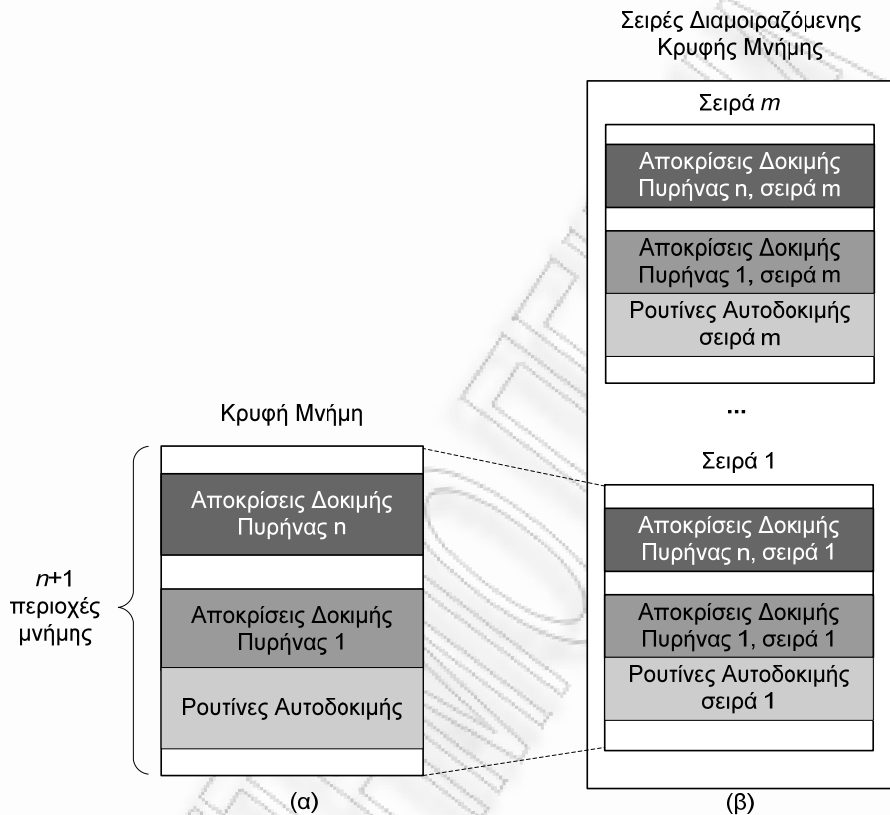 Σειρές Διαμοιραζόμενης
Κρυφής Μνήμης
Σειρά m
Αποκρίσεις Δοκιμής
Πυρήνας n, σειρά m
Αποκρίσεις Δοκιμής
Πυρήνας 1, σειρά m
Ρουτίνες Αυτοδοκιμής
σειρά m
...
Σειρά 1
Αποκρίσεις Δοκιμής
Πυρήνας n, σειρά 1
Αποκρίσεις Δοκιμής
Πυρήνας 1, σειρά 1
Ρουτίνες Αυτοδοκιμής
σειρά 1
(β)
Κρυφή Μνήμη
Αποκρίσεις Δοκιμής
Πυρήνας n
Αποκρίσεις Δοκιμής
Πυρήνας 1
Ρουτίνες Αυτοδοκιμής
n+1
περιοχές
μνήμης
(α)